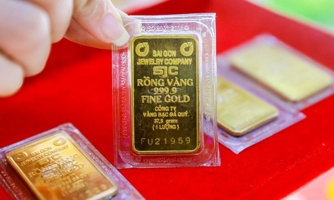 SAI GON
JEWELRY COMPANY
SJC
RỒNG VÀNG
999.9
FINE GOLD
CÔNG TY
VÀNG BẠC ĐÁ QUÝ
37,5 gram
(1 LƯỢNG)
FU21959